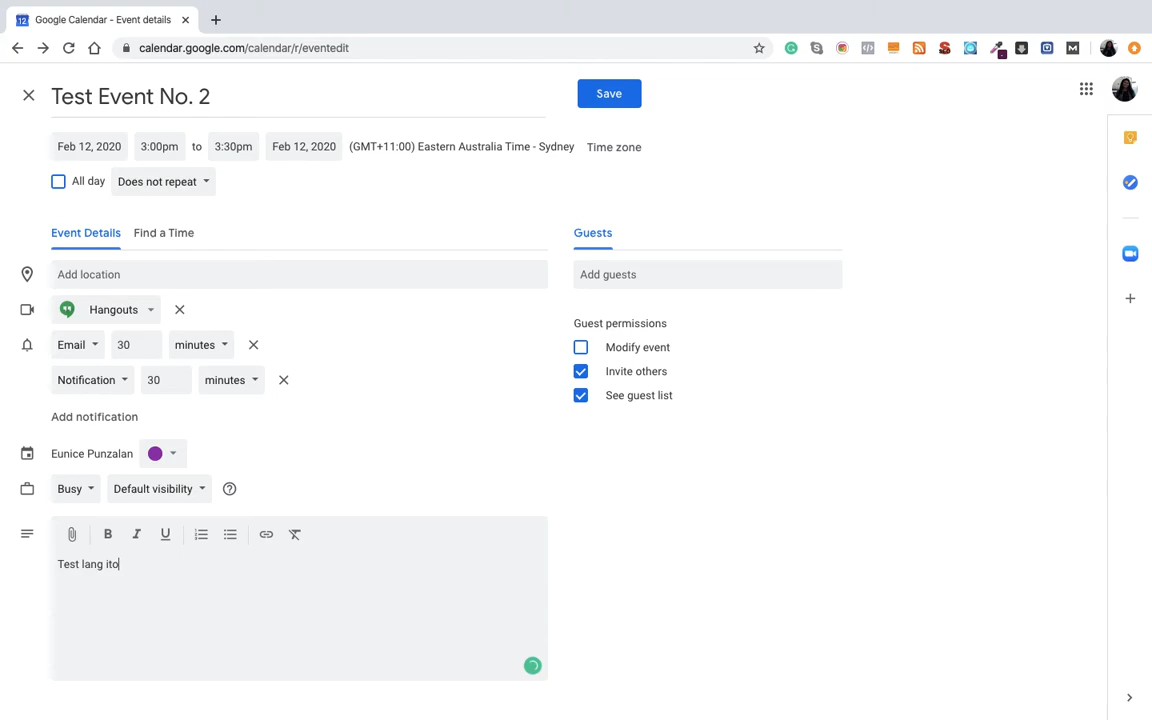 12 Google Calendar - Event details
calendar.google.com/calendar/r/eventedit
Test Event No. 2
Save
Feb 12, 2020 3:00pm to 3:30pm Feb 12, 2020 (GMT+11:00) Eastern Australia Time - Sydney Time zone
All day Does not repeat
Event Details Find a Time
Guests
Add location
Add guests
Hangouts
Guest permissions
Email 30 minutes
Modify event
Invite others
Notification 30 minutes
See guest list
Add notification
Eunice Punzalan
Busy Default visibility
B I U
Test lang ito